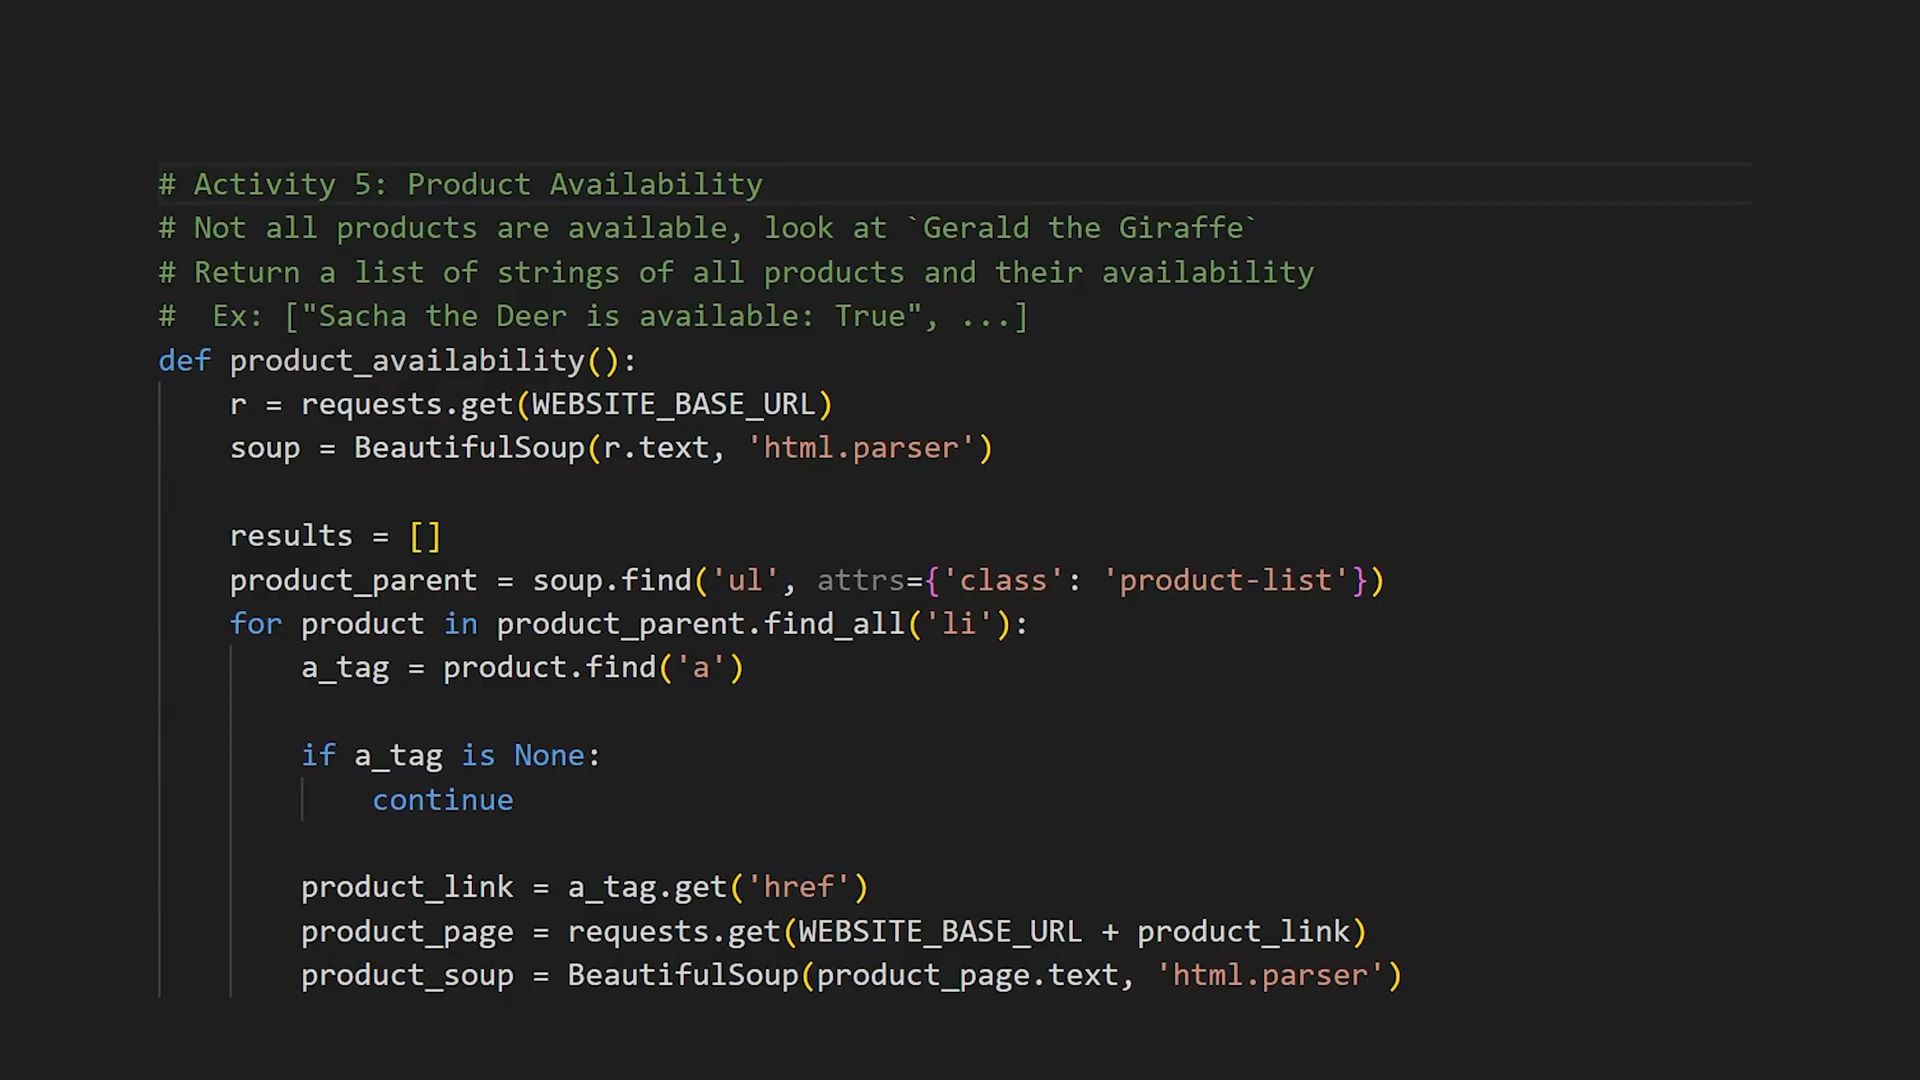 # Activity 5: Product Availability
# Not all products are available, look at `Gerald the Giraffe`
# Return a list of strings of all products and their availability
#  Ex: ["Sacha the Deer is available: True", ...]
def product_availability():
    r = requests.get(WEBSITE_BASE_URL)
    soup = BeautifulSoup(r.text, 'html.parser')

    results = []
    product_parent = soup.find('ul', attrs={'class': 'product-list'})
    for product in product_parent.find_all('li'):
        a_tag = product.find('a')

        if a_tag is None:
            continue

        product_link = a_tag.get('href')
        product_page = requests.get(WEBSITE_BASE_URL + product_link)
        product_soup = BeautifulSoup(product_page.text, 'html.parser')